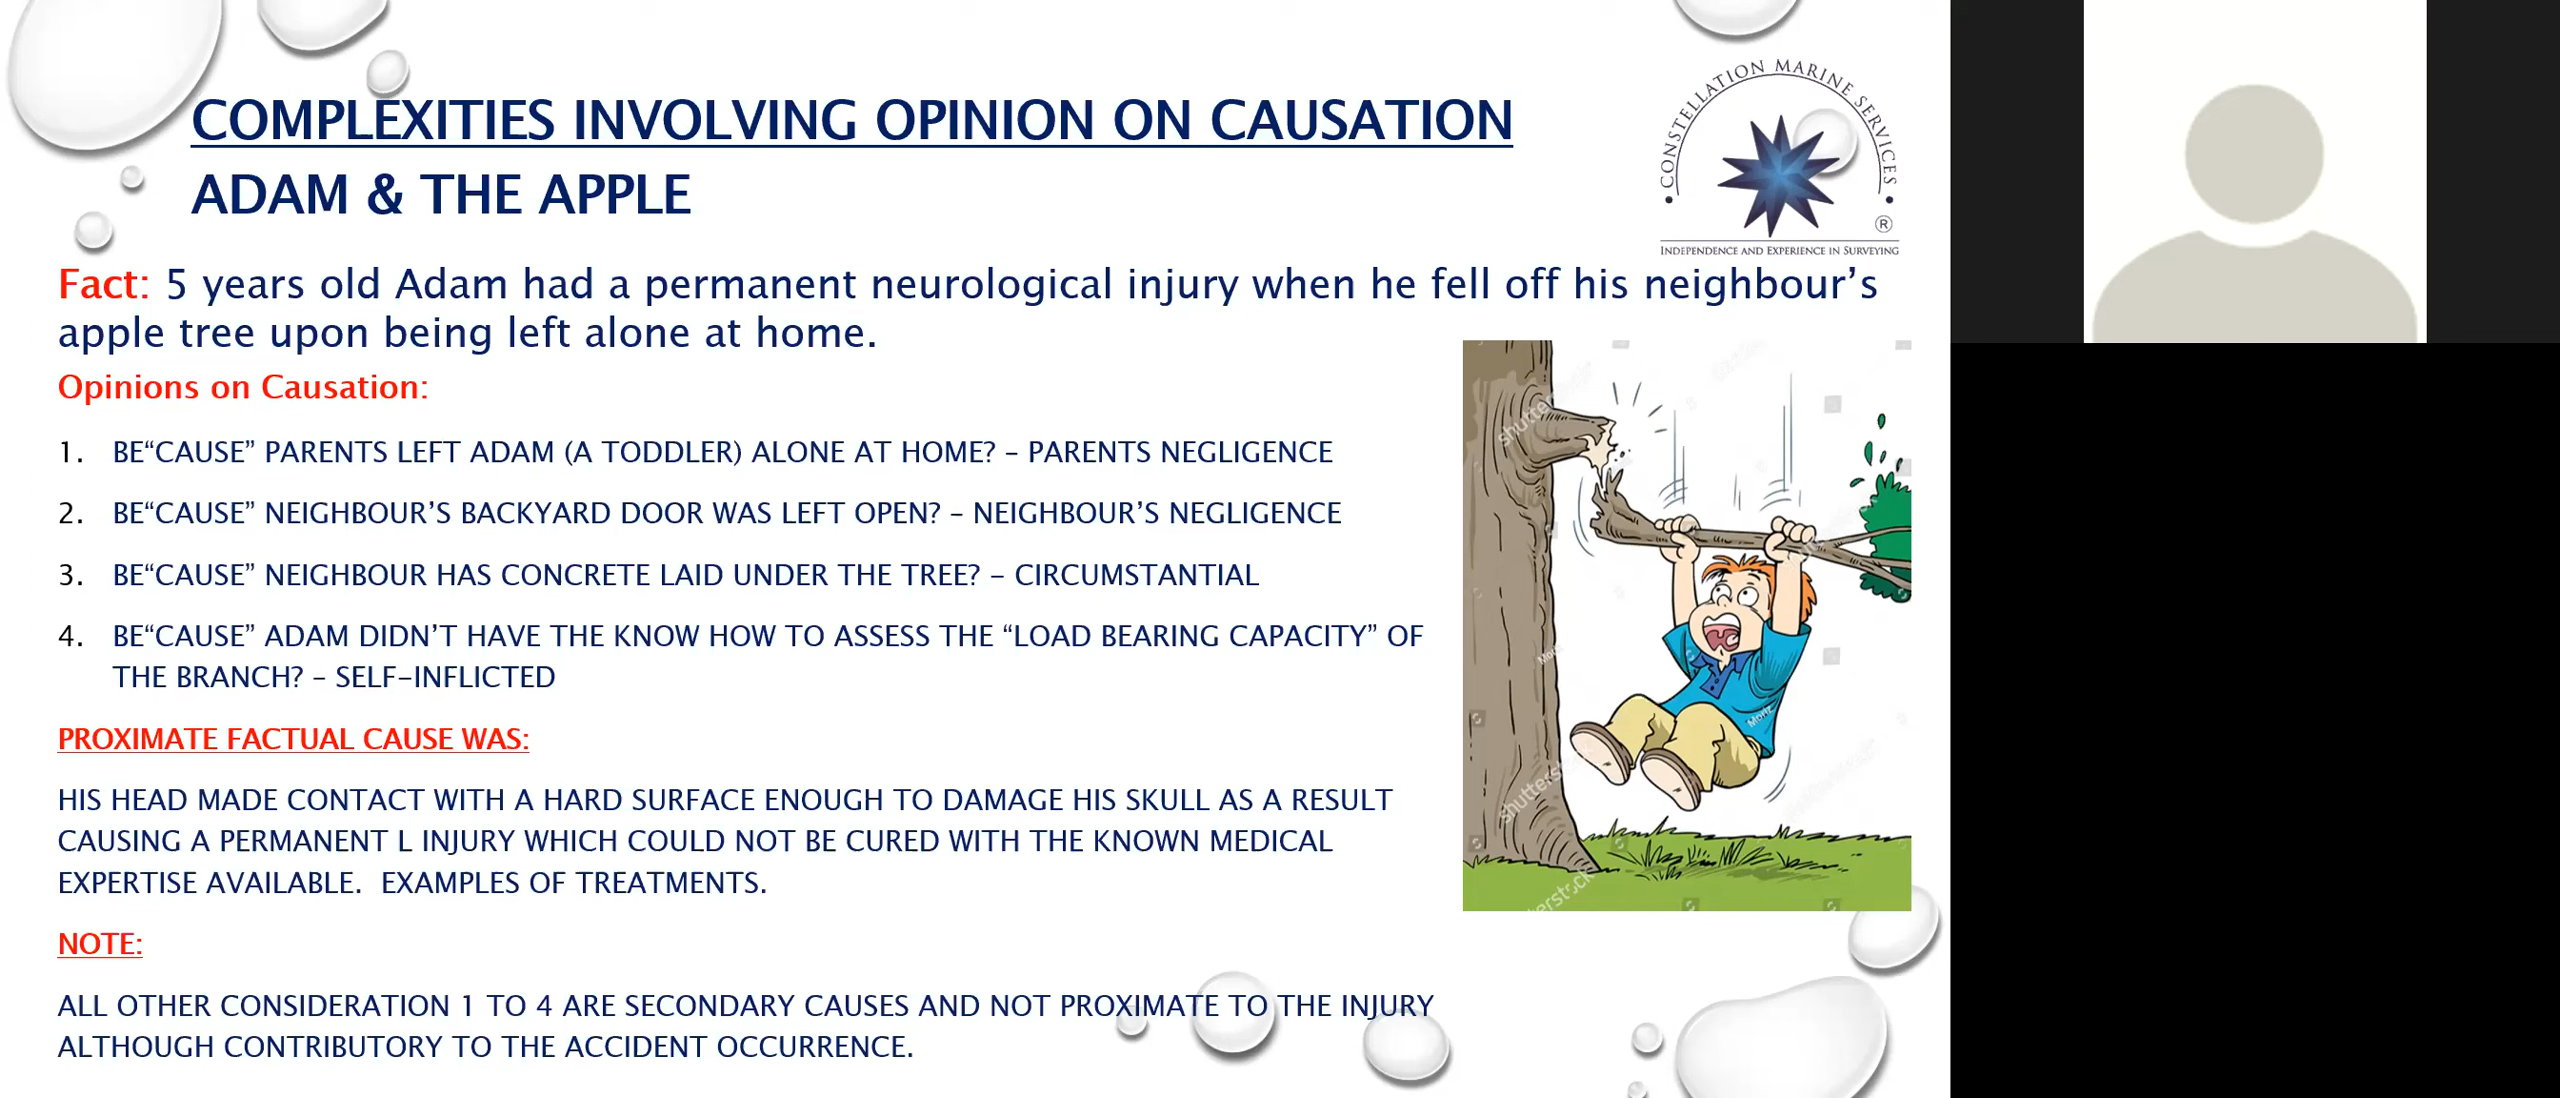 COMPLEXITIES INVOLVING OPINION ON CAUSATION
ADAM & THE APPLE
• CONSTELLATION MARINE SERVICES •
®
INDEPENDENCE AND EXPERIENCE IN SURVEYING
Fact: 5 years old Adam had a permanent neurological injury when he fell off his neighbour's
apple tree upon being left alone at home.
Opinions on Causation:
1. BE“CAUSE” PARENTS LEFT ADAM (A TODDLER) ALONE AT HOME? – PARENTS NEGLIGENCE
2. BE“CAUSE” NEIGHBOUR’S BACKYARD DOOR WAS LEFT OPEN? – NEIGHBOUR’S NEGLIGENCE
3. BE“CAUSE” NEIGHBOUR HAS CONCRETE LAID UNDER THE TREE? – CIRCUMSTANTIAL
4. BE“CAUSE” ADAM DIDN’T HAVE THE KNOW HOW TO ASSESS THE “LOAD BEARING CAPACITY” OF
THE BRANCH? – SELF-INFLICTED
PROXIMATE FACTUAL CAUSE WAS:
HIS HEAD MADE CONTACT WITH A HARD SURFACE ENOUGH TO DAMAGE HIS SKULL AS A RESULT
CAUSING A PERMANENT L INJURY WHICH COULD NOT BE CURED WITH THE KNOWN MEDICAL
EXPERTISE AVAILABLE. EXAMPLES OF TREATMENTS.
NOTE:
ALL OTHER CONSIDERATION 1 TO 4 ARE SECONDARY CAUSES AND NOT PROXIMATE TO THE INJURY
ALTHOUGH CONTRIBUTORY TO THE ACCIDENT OCCURRENCE.